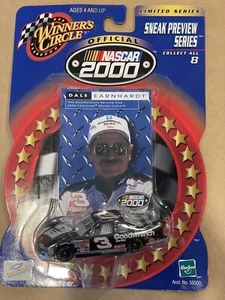 AGES 4 AND UP
LIMITED SERIES
WINNER'S
CIRCLE
SNEAK PREVIEW
SERIES
COLLECT ALL
8
OFFICIAL
NASCAR
2000
DALE EARNHARDT
Goodwrench
3
Hasbro
Asst. No. 55500